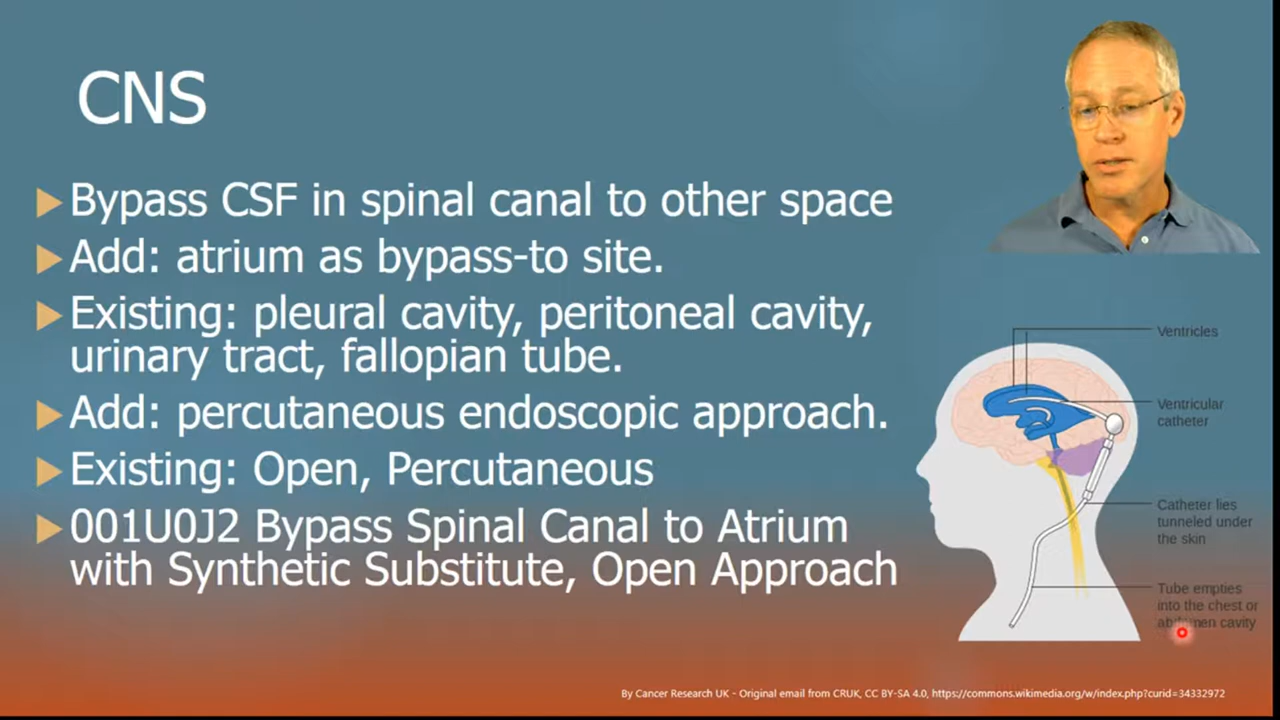 CNS
Bypass CSF in spinal canal to other space
Add: atrium as bypass-to site.
Existing: pleural cavity, peritoneal cavity,
urinary tract, fallopian tube.
Add: percutaneous endoscopic approach.
Existing: Open, Percutaneous
001U0J2 Bypass Spinal Canal to Atrium
with Synthetic Substitute, Open Approach
Ventricles
Ventricular
catheter
Catheter lies
tunneled under
the skin
Tube empties
into the chest or
abdomen cavity
By Cancer Research UK - Original email from CRUK, CC BY-SA 4.0, https://commons.wikimedia.org/w/index.php?curid=34332972